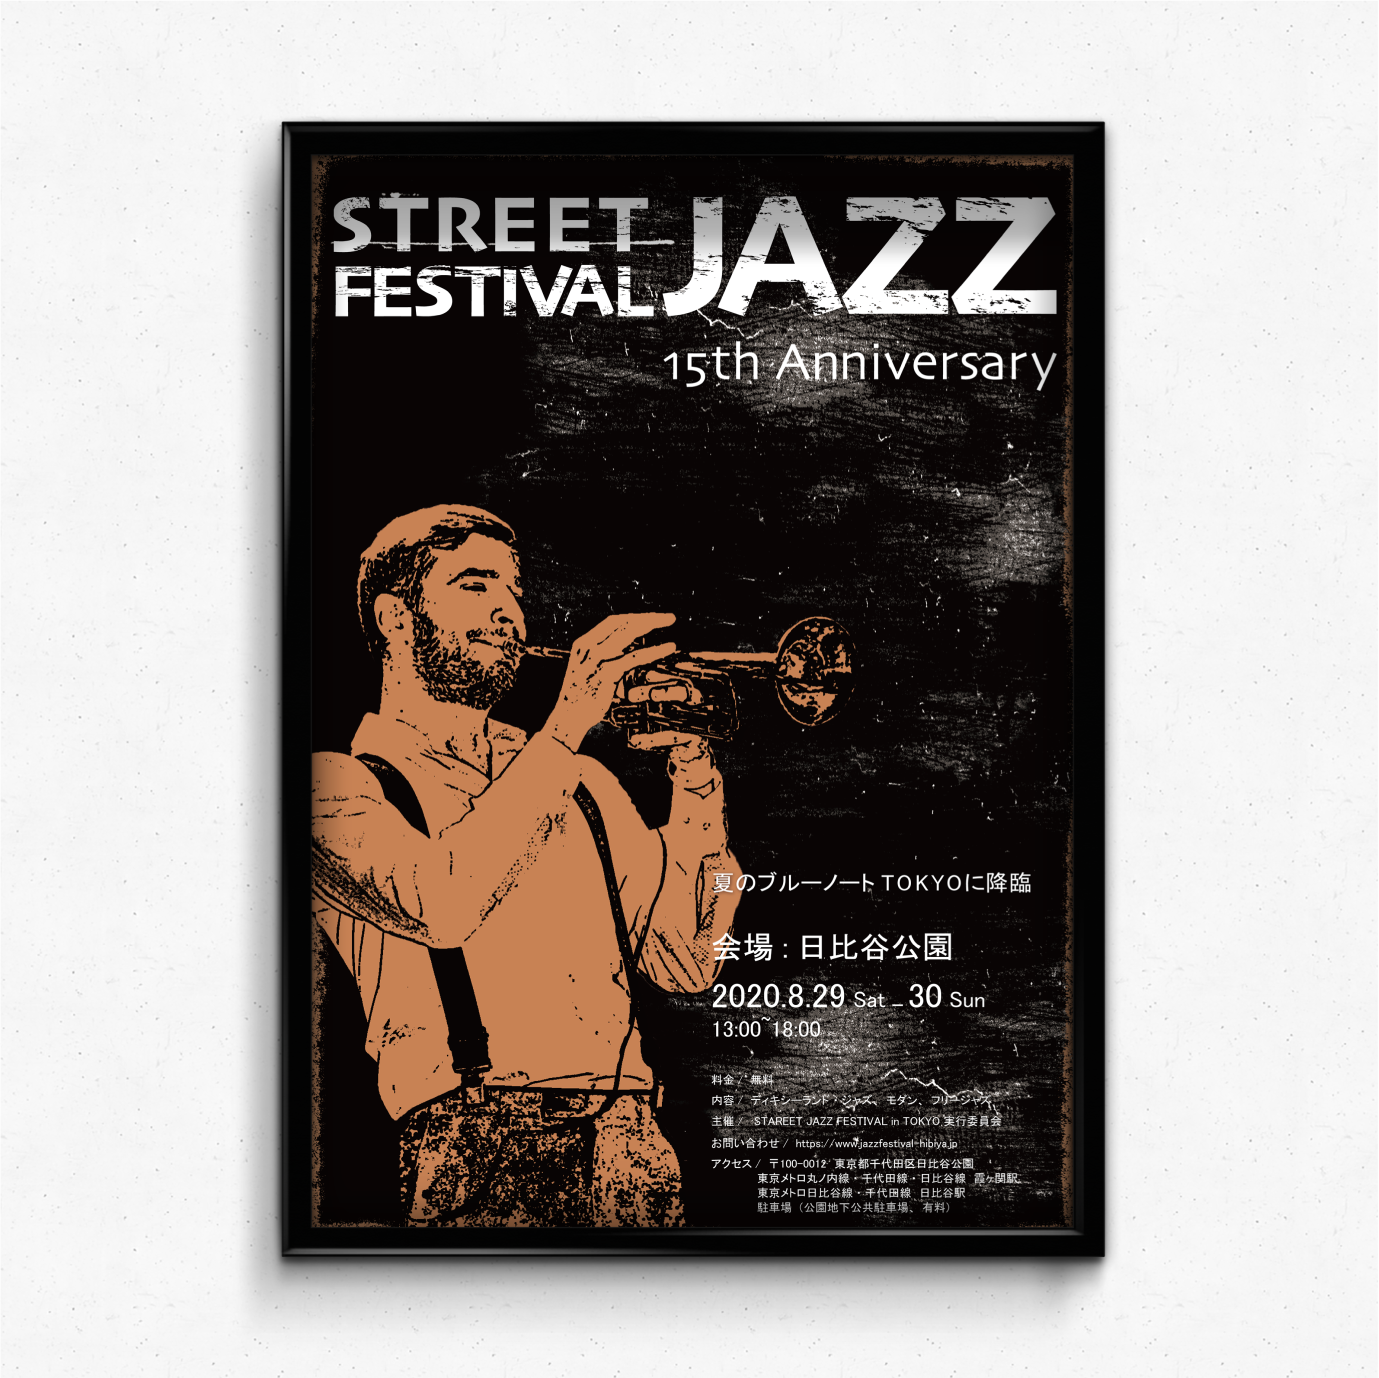 STREET
FESTIVAL JAZZ
15th Anniversary
夏のブルーノート TOKYOに降臨
会場 : 日比谷公園
2020.8.29 Sat _ 30 Sun
13:00~18:00
料金 / 無料
内容 / ディキシーランド・ジャズ、モダン、フリージャズ
主催 / STAREET JAZZ FESTIVAL in TOKYO 実行委員会
お問い合わせ / https://www.jazzfestival-hibiya.jp
アクセス / 〒100-0012 東京都千代田区日比谷公園
東京メトロ丸ノ内線・千代田線・日比谷線 霞ヶ関駅
東京メトロ日比谷線・千代田線 日比谷駅
駐車場（公園地下公共駐車場、有料）